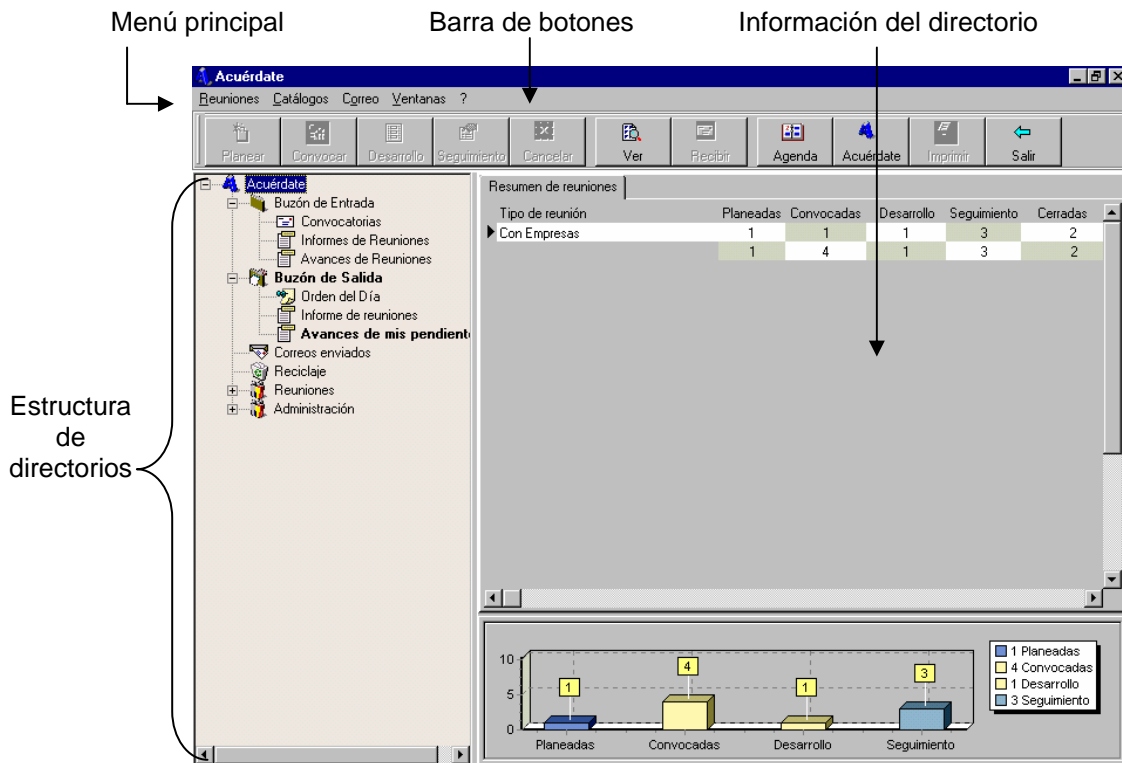 Menú principal
Barra de botones
Información del directorio
Acuérdate
Reuniones Catálogos Correo Ventanas ?
Planear Convocar Desarrollo Seguimiento Cancelar Ver Recibir Agenda Acuérdate Imprimir Salir
Acuérdate
Buzón de Entrada
Convocatorias
Informes de Reuniones
Avances de Reuniones
Buzón de Salida
Orden del Día
Informe de reuniones
Avances de mis pendient
Correos enviados
Reciclaje
Reuniones
Administración
Estructura
de
directorios
Resumen de reuniones
Tipo de reunión Planeadas Convocadas Desarrollo Seguimiento Cerradas
Con Empresas 1 1 1 3 2
1 4 1 3 2
10
5
0
1
4
1
3
Planeadas Convocadas Desarrollo Seguimiento
1 Planeadas
4 Convocadas
1 Desarrollo
3 Seguimiento